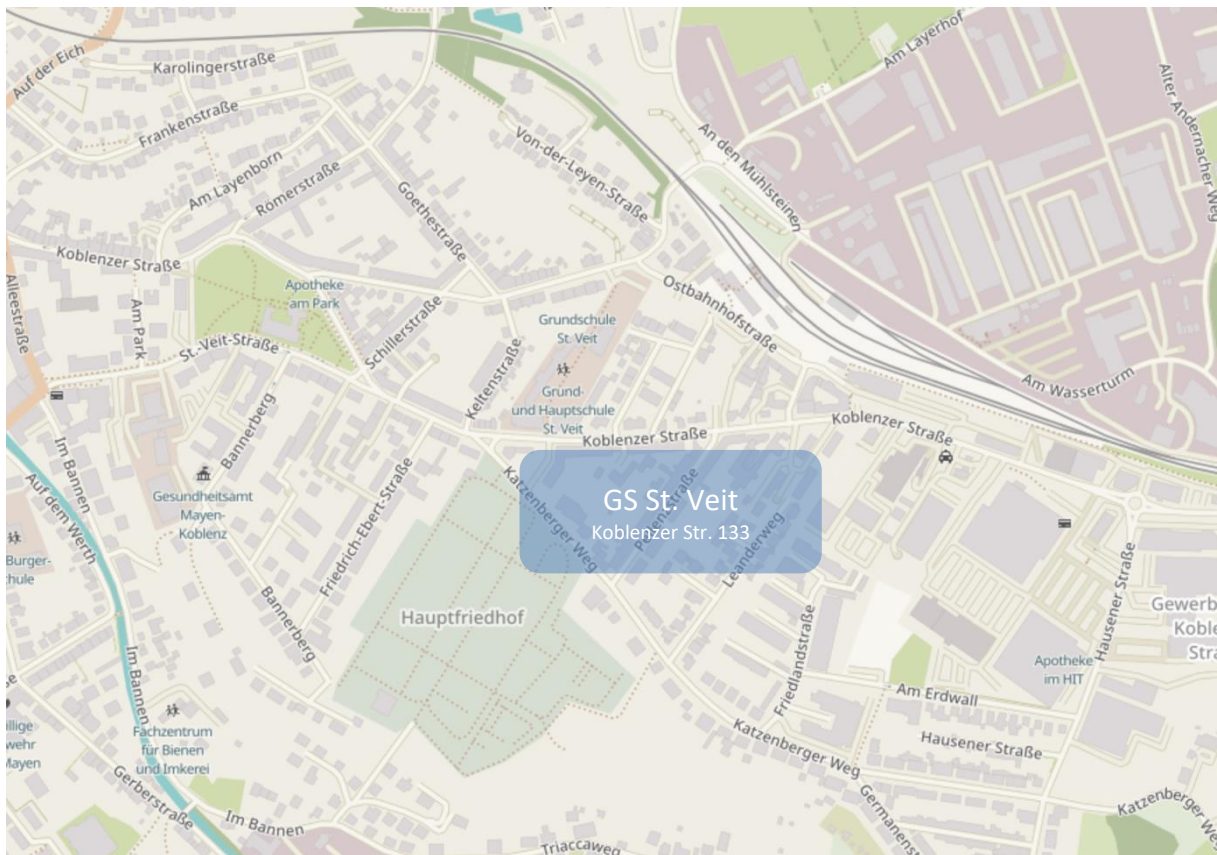 Auf der Eich
Karolingerstraße
Am Layerhof
Alter Andernacher Weg
Frankenstraße
Von-der-Leyen-Straße
An den Mühlsteinen
Am Layenborn
Römerstraße
Goethestraße
Koblenzer Straße
Alleestraße
Am Park
Apotheke
am Park
Ostbahnhofstraße
Grundschule
St. Veit
St.-Veit-Straße
Schillerstraße
Keltenstraße
Grund-
und Hauptschule
St. Veit
Am Wasserturm
Koblenzer Straße
Koblenzer Straße
Im Bannen
Bannerberg
Auf dem Werth
Gesundheitsamt
Mayen-
Koblenz
Friedrich-Ebert-Straße
Katzenberger Weg
GS St. Veit
Koblenzer Str. 133
Leanderweg
Burger-
Bannerberg
Hauptfriedhof
Friedlandstraße
Hausener Straße
Apotheke
im HIT
Im Bannen
Am Erdwall
Fachzentrum
für Bienen
und Imkerei
Mayen
Katzenberger Weg
Hausener Straße
Gerberstraße
Im Bannen
Triaccaweg
Katzenberger Weg